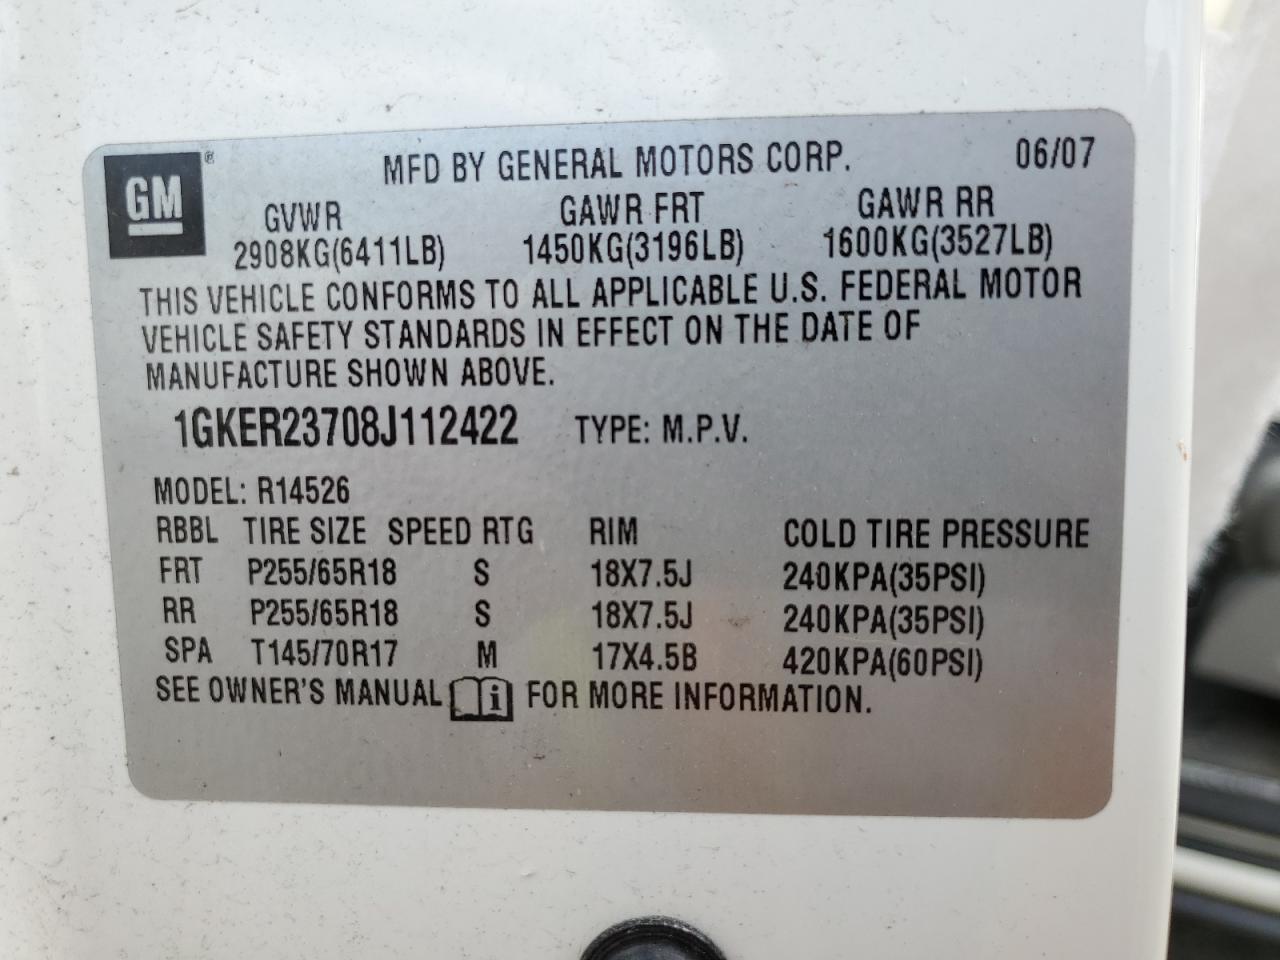 GM ® MFD BY GENERAL MOTORS CORP. 06/07
GVWR GAWR FRT GAWR RR
2908KG(6411LB) 1450KG(3196LB) 1600KG(3527LB)
THIS VEHICLE CONFORMS TO ALL APPLICABLE U.S. FEDERAL MOTOR
VEHICLE SAFETY STANDARDS IN EFFECT ON THE DATE OF
MANUFACTURE SHOWN ABOVE.
1GKER23708J112422 TYPE: M.P.V.
MODEL: R14526
RBBL TIRE SIZE SPEED RTG RIM COLD TIRE PRESSURE
FRT P255/65R18 S 18X7.5J 240KPA(35PSI)
RR P255/65R18 S 18X7.5J 240KPA(35PSI)
SPA T145/70R17 M 17X4.5B 420KPA(60PSI)
SEE OWNER'S MANUAL i FOR MORE INFORMATION.